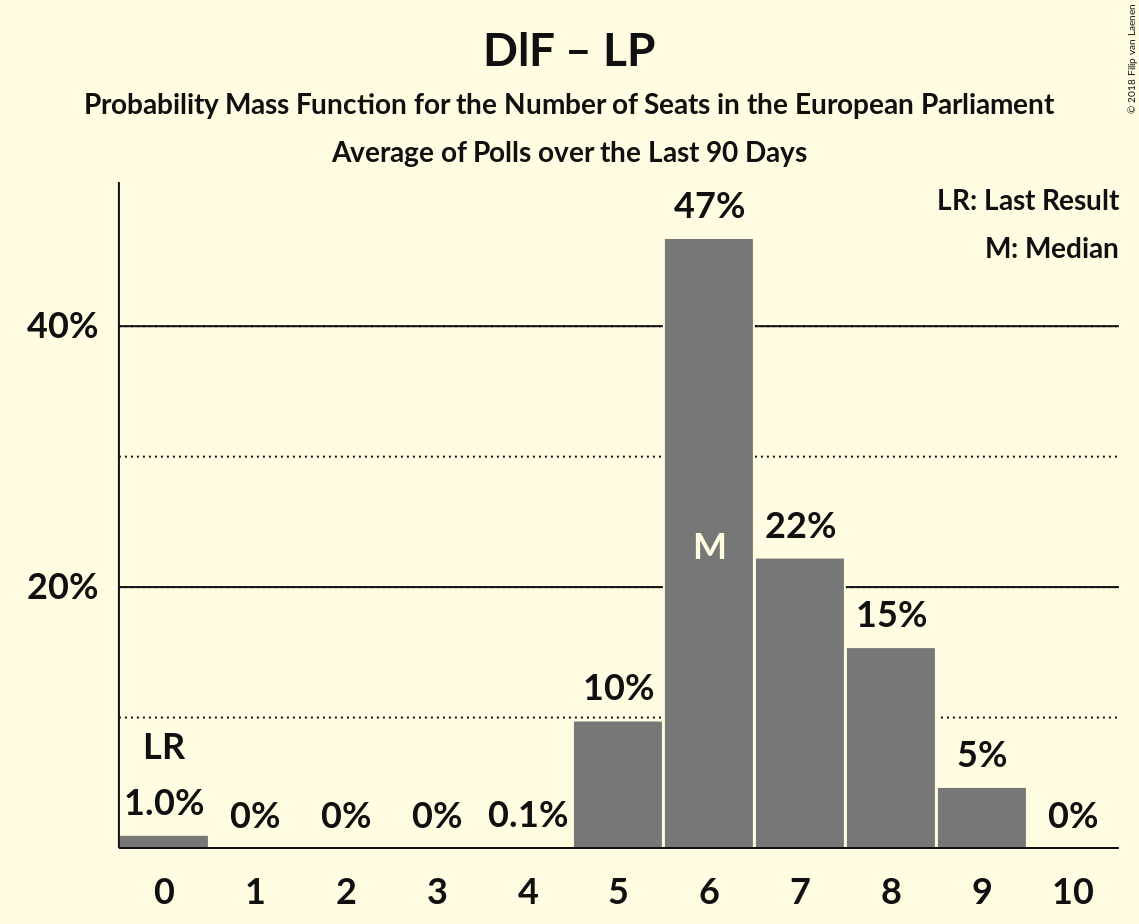 DlF – LP
Probability Mass Function for the Number of Seats in the European Parliament
Average of Polls over the Last 90 Days
© 2018 Filip van Laenen
LR: Last Result
M: Median
47%
40%
M
22%
20%
15%
10%
LR
5%
1.0% 0% 0% 0% 0.1% 0%
0 1 2 3 4 5 6 7 8 9 10